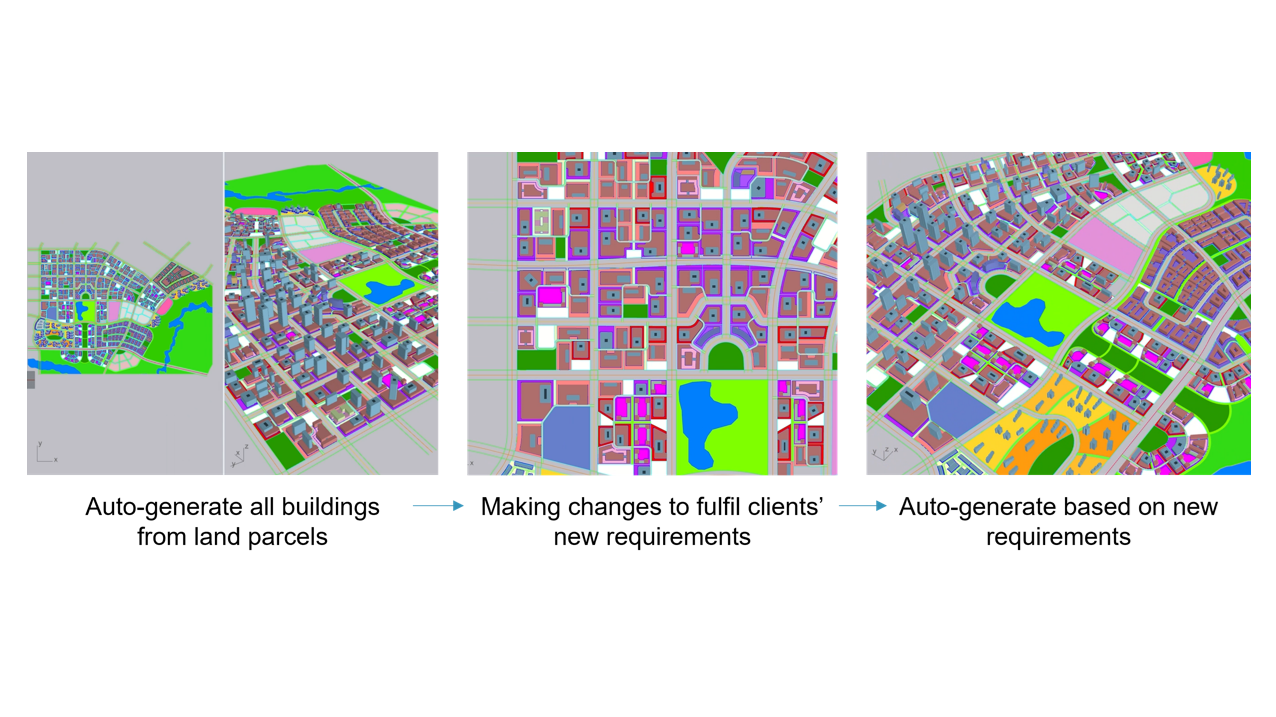 Auto-generate all buildings
from land parcels
Making changes to fulfil clients’
new requirements
Auto-generate based on new
requirements